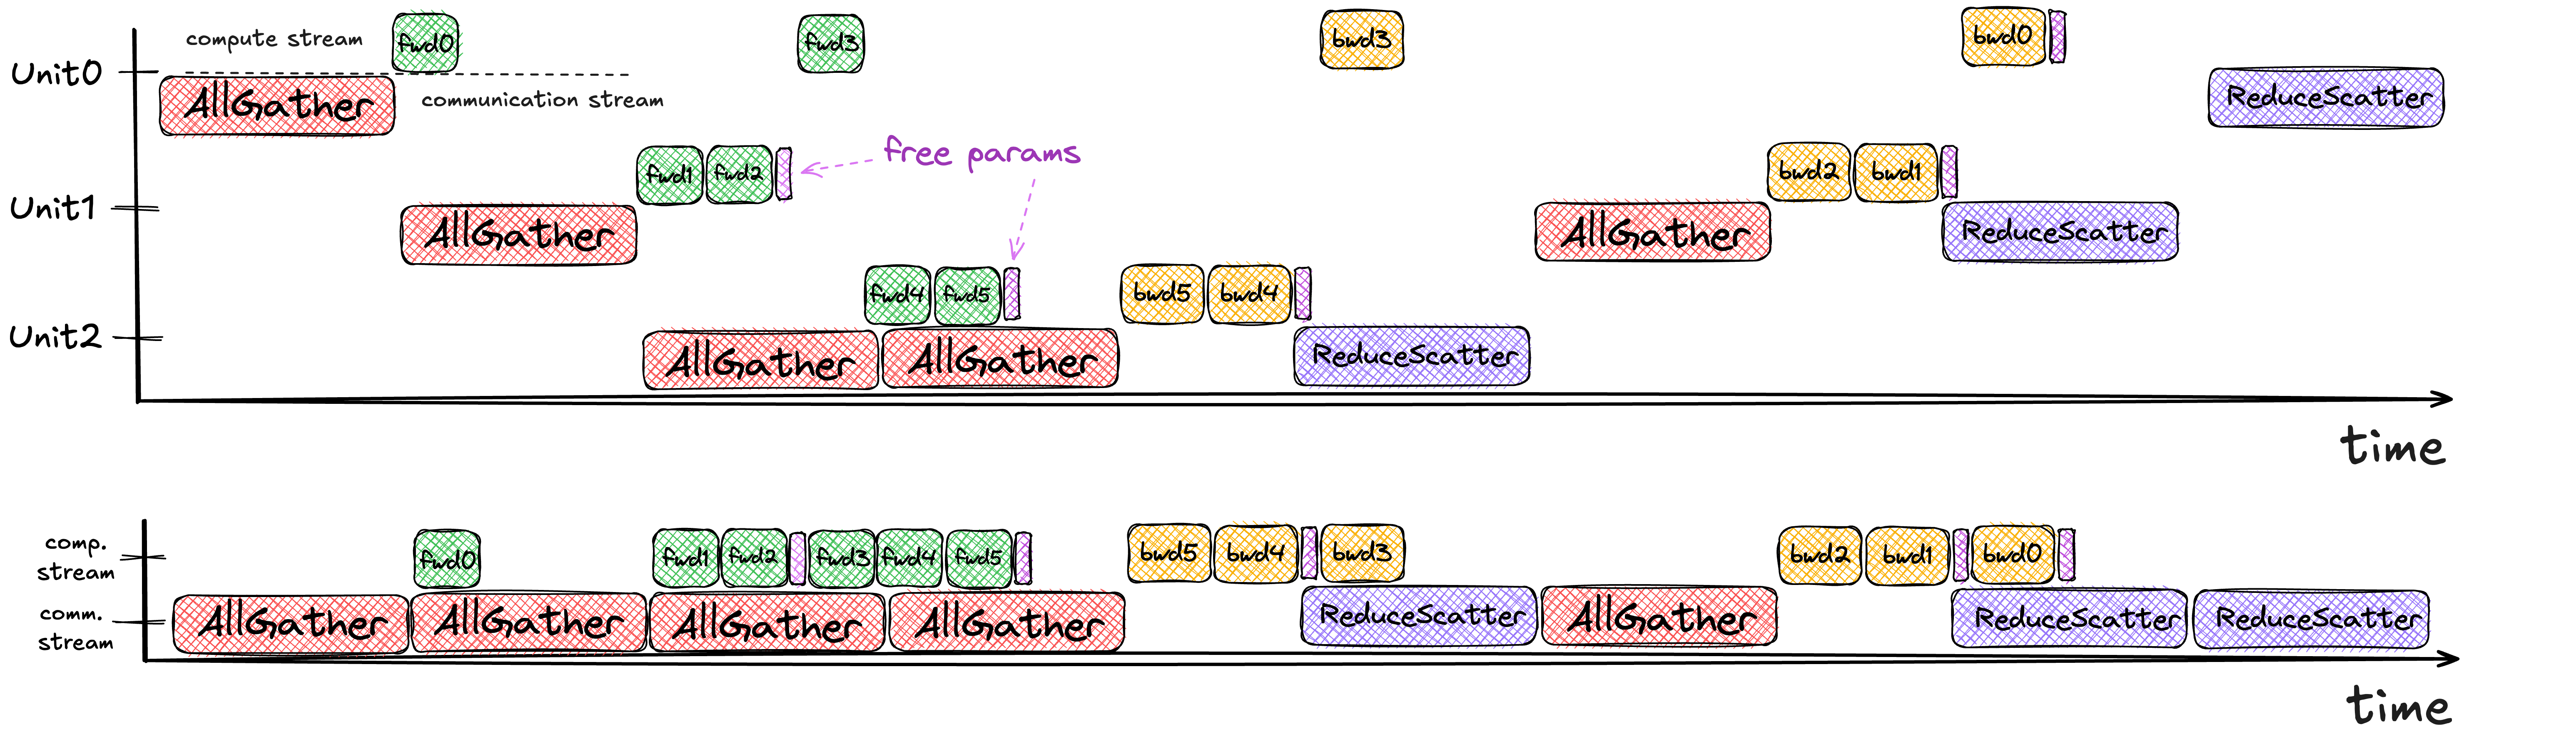 compute stream
fwd0
fwd3
bwd3
bwd0
Unit0
AllGather
communication stream
ReduceScatter
fwd1
fwd2
free params
bwd2
bwd1
Unit1
AllGather
AllGather
ReduceScatter
fwd4
fwd5
bwd5
bwd4
Unit2
AllGather
AllGather
ReduceScatter
time
comp.
stream
fwd0
fwd1
fwd2
fwd3
fwd4
fwd5
bwd5
bwd4
bwd3
bwd2
bwd1
bwd0
comm.
stream
AllGather
AllGather
AllGather
AllGather
ReduceScatter
AllGather
ReduceScatter
ReduceScatter
time